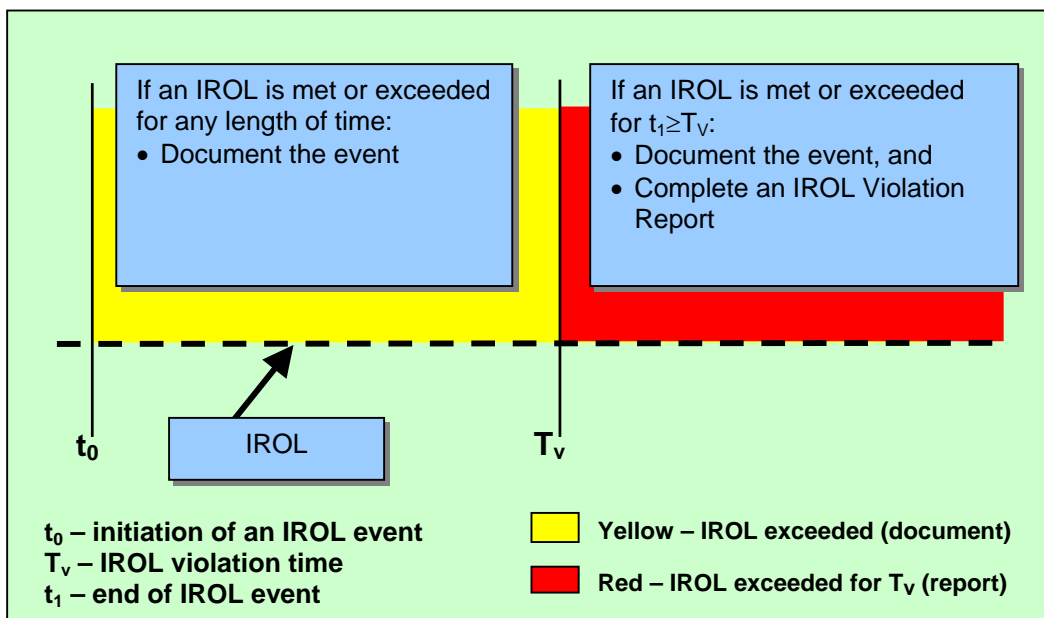 If an IROL is met or exceeded
for any length of time:
• Document the event
If an IROL is met or exceeded
for t₁≥Tᵥ:
• Document the event, and
• Complete an IROL Violation
Report
IROL
t₀
Tᵥ
t₀ – initiation of an IROL event
Tᵥ – IROL violation time
t₁ – end of IROL event
Yellow – IROL exceeded (document)
Red – IROL exceeded for Tᵥ (report)